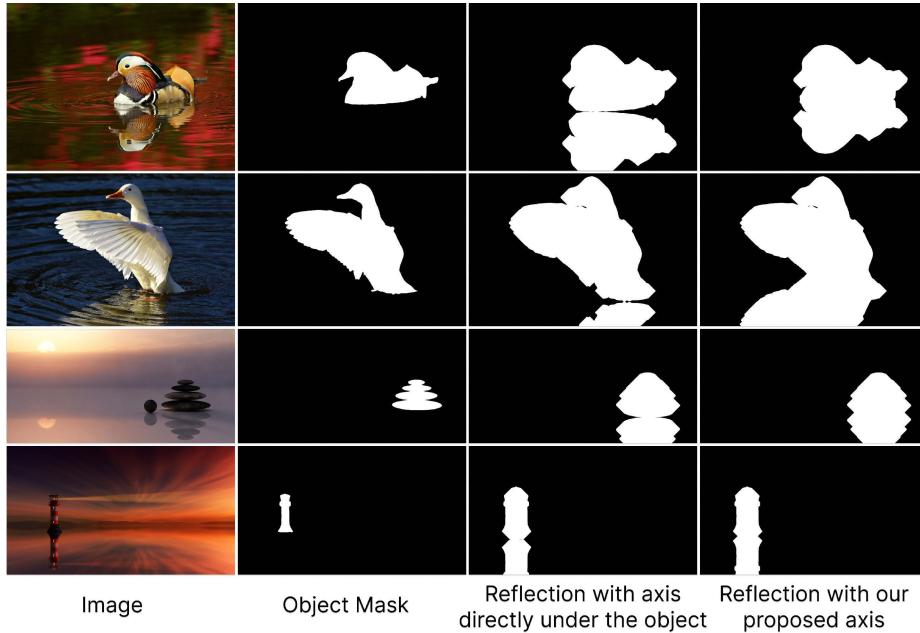 Image
Object Mask
Reflection with axis
directly under the object
Reflection with our
proposed axis